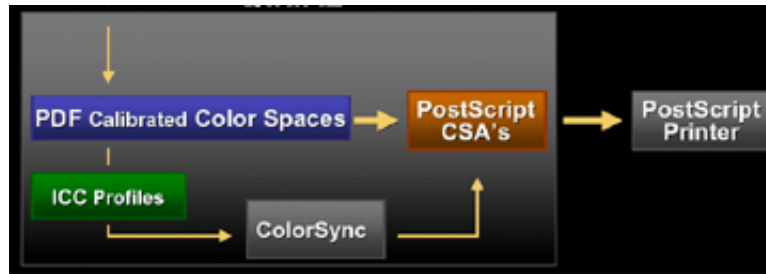 PDF Calibrated Color Spaces
PostScript
CSA's
PostScript
Printer
ICC Profiles
ColorSync